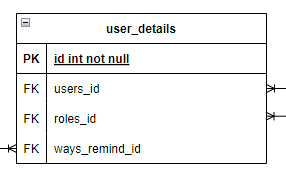 user_details
PK id int not null
FK users_id
FK roles_id
FK ways_remind_id